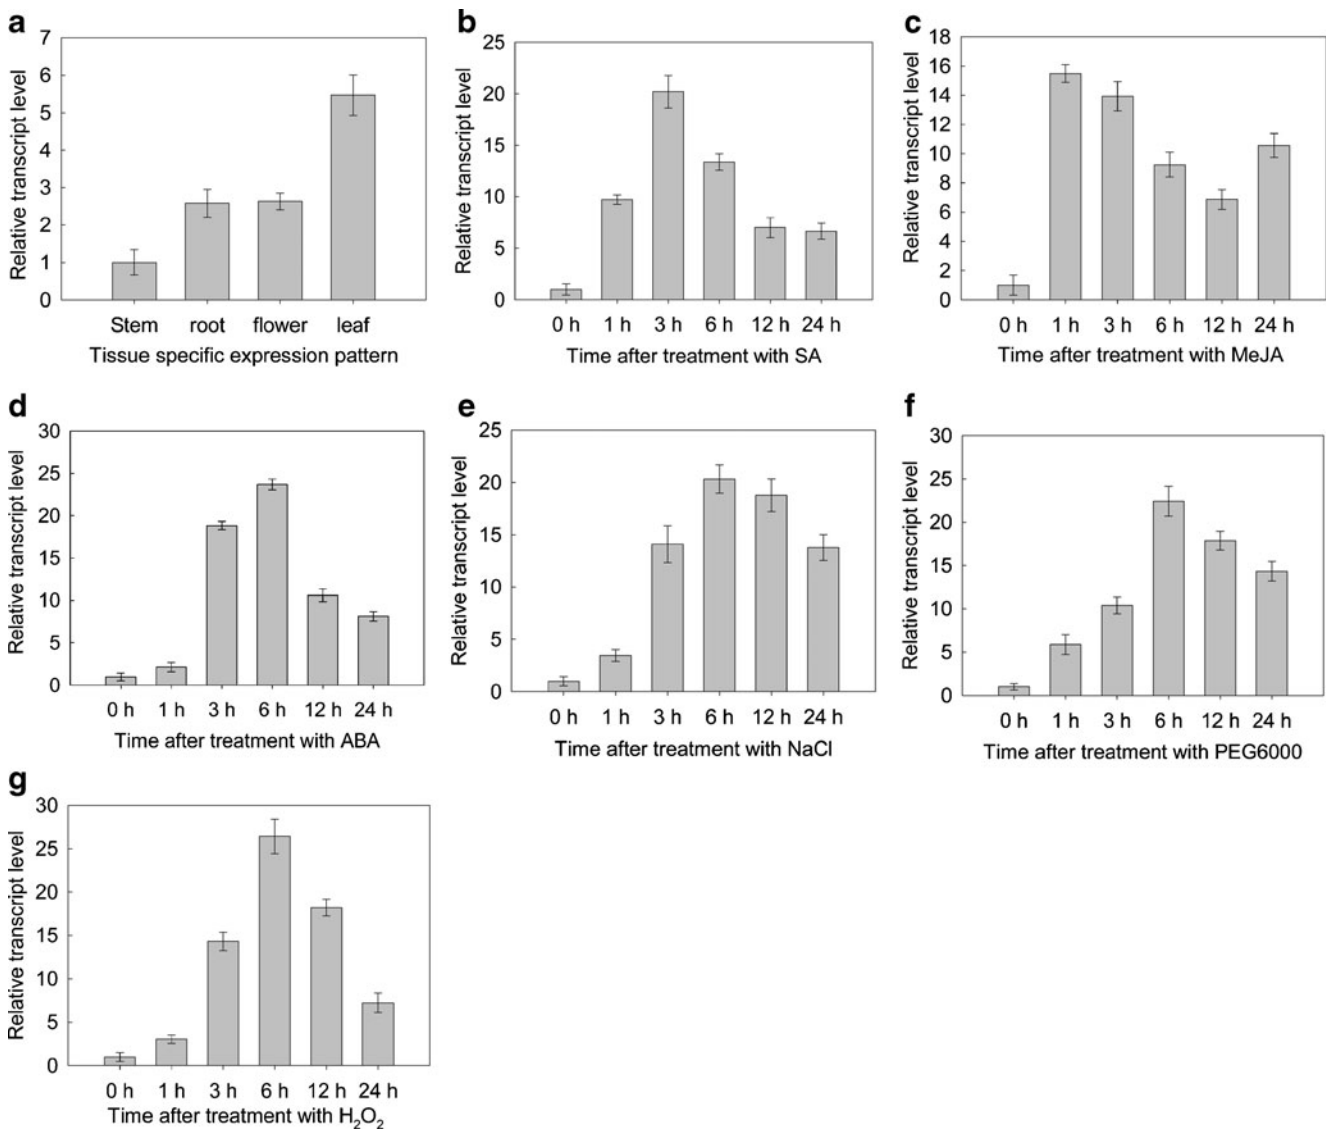 a
7
6
5
4
3
2
1
0
Relative transcript level
Stem root flower leaf
Tissue specific expression pattern
b
25
20
15
10
5
0
Relative transcript level
0 h 1 h 3 h 6 h 12 h 24 h
Time after treatment with SA
c
18
16
14
12
10
8
6
4
2
0
Relative transcript level
0 h 1 h 3 h 6 h 12 h 24 h
Time after treatment with MeJA
d
30
25
20
15
10
5
0
Relative transcript level
0 h 1 h 3 h 6 h 12 h 24 h
Time after treatment with ABA
e
25
20
15
10
5
0
Relative transcript level
0 h 1 h 3 h 6 h 12 h 24 h
Time after treatment with NaCl
f
30
25
20
15
10
5
0
Relative transcript level
0 h 1 h 3 h 6 h 12 h 24 h
Time after treatment with PEG6000
g
30
25
20
15
10
5
0
Relative transcript level
0 h 1 h 3 h 6 h 12 h 24 h
Time after treatment with H₂O₂